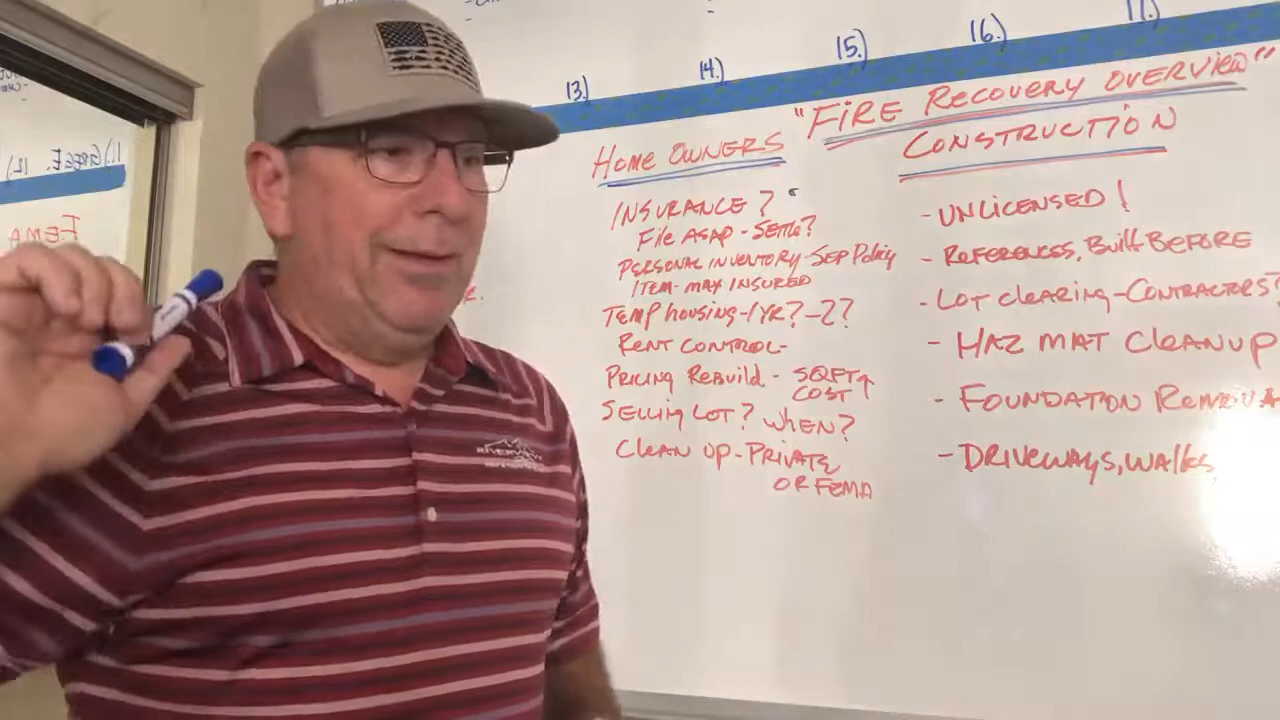 13.)
14.)
15.)
16.)
17.)
"FIRE RECOVERY OVERVIEW"
HOME OWNERS
CONSTRUCTION
INSURANCE?
File ASAP - Settle?
PERSONAL INVENTORY - SEP Policy
ITEM - MAX INSURED
TEMP housing - 1YR? - 2?
RENT CONTROL -
PRICING REBUILD - SQFT↑
COST↑
SELLING LOT? WHEN?
CLEAN UP - PRIVATE
OR FEMA
- UNLICENSED!
- REFERENCES, Built BEFORE
- LOT CLEARING - CONTRACTORS?
- HAZ MAT CLEANUP
- FOUNDATION REMOVA
- DRIVEWAYS, WALKS
FEMA
RIVERVIEW